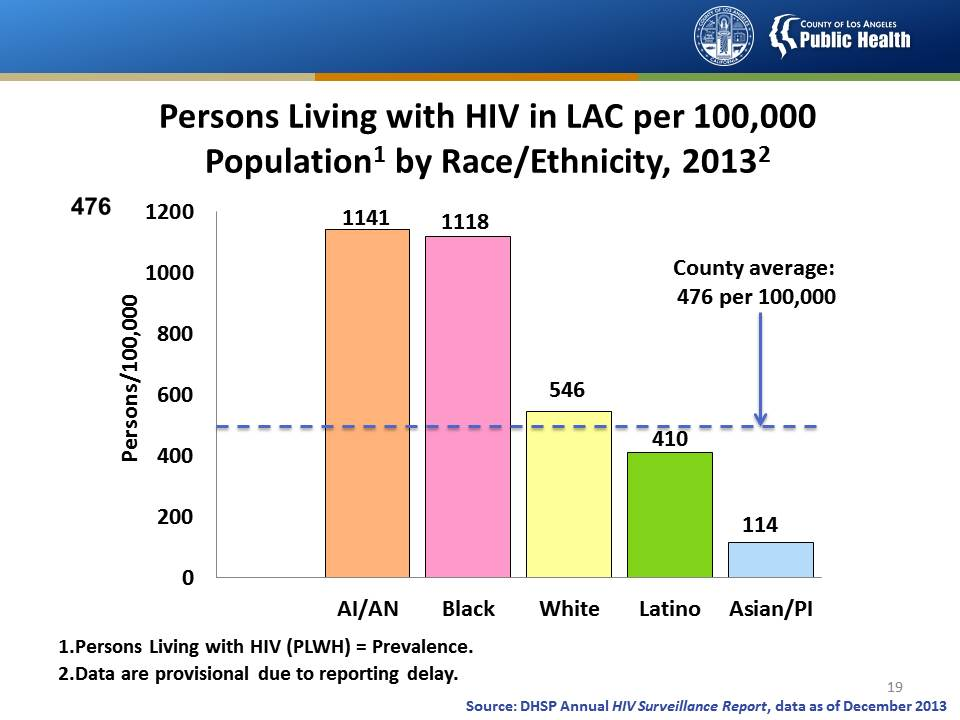 COUNTY OF LOS ANGELES
Public Health
Persons Living with HIV in LAC per 100,000
Population1 by Race/Ethnicity, 20132
476
1200
1000
800
600
400
200
0
Persons/100,000
1141
1118
546
410
114
County average:
476 per 100,000
AI/AN Black White Latino Asian/PI
1.Persons Living with HIV (PLWH) = Prevalence.
2.Data are provisional due to reporting delay.
19
Source: DHSP Annual HIV Surveillance Report, data as of December 2013